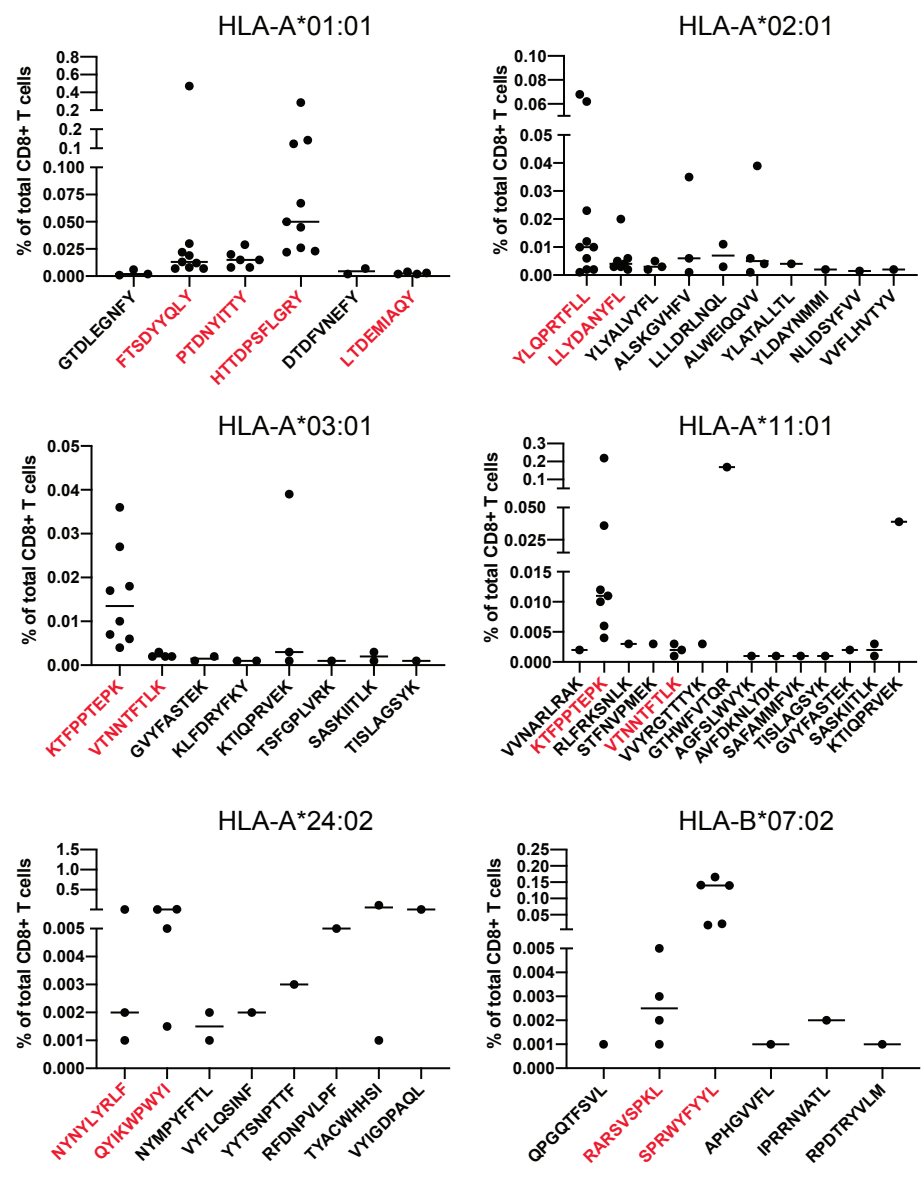 HLA-A*01:01
% of total CD8+ T cells
0.8
0.6
0.4
0.2
0.2
0.1
0.100
0.075
0.050
0.025
0.000
GTDLEGNFY
FTSDYYQLY
PTDNYITTY
HTTDPSFLGRY
DTDFVNEFY
LTDEMIAQY
HLA-A*02:01
% of total CD8+ T cells
0.10
0.08
0.06
0.05
0.04
0.03
0.02
0.01
0.00
YLQPRTFLL
LLYDANYFL
YLYALVYFL
ALSKGVHFV
LLLDRLNQL
ALWEIQQVV
YLATALLTL
YLDAYNMMI
NLIDSYFVV
VVFLHVTYV
HLA-A*03:01
% of total CD8+ T cells
0.05
0.04
0.03
0.02
0.01
0.00
KTFPPTEPK
VTNNTFTLK
GVYFASTEK
KLFDRYFKY
KTIQPRVEK
TSFGPLVRK
SASKIITLK
TISLAGSYK
HLA-A*11:01
% of total CD8+ T cells
0.3
0.2
0.1
0.050
0.025
0.015
0.010
0.005
0.000
VVNARLRAK
KTFPPTEPK
RLFRKSNLK
STFNVPMEK
VTNNTFTLK
VVYRGTTTYK
GTHWFVTQR
AGFSLWVYK
AVFDKNLYDK
SAFAMMFVK
TISLAGSYK
GVYFASTEK
SASKIITLK
KTIQPRVEK
HLA-A*24:02
% of total CD8+ T cells
1.5
1.0
0.5
0.005
0.004
0.003
0.002
0.001
0.000
NYNYLYRLF
QYIKWPWYI
NYMPYFFTL
VYFLQSINF
YYTSNPTTF
RFDNPVLPF
TYACWHHSI
VYIGDPAQL
HLA-B*07:02
% of total CD8+ T cells
0.25
0.20
0.15
0.10
0.05
0.005
0.004
0.003
0.002
0.001
0.000
QPGQTFSVL
RARSVSPKL
SPRWYFYYL
APHGVVFL
IPRRNVATL
RPDTRYVLM